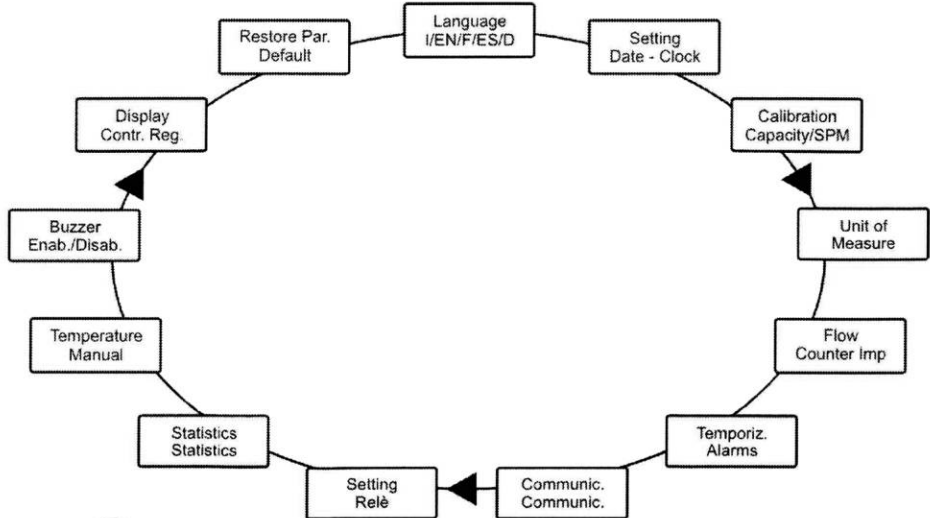 Language
I/EN/F/ES/D
Setting
Date - Clock
Calibration
Capacity/SPM
Unit of
Measure
Flow
Counter Imp
Temporiz.
Alarms
Communic.
Communic.
Setting
Relè
Statistics
Statistics
Temperature
Manual
Buzzer
Enab./Disab.
Display
Contr. Reg.
Restore Par.
Default